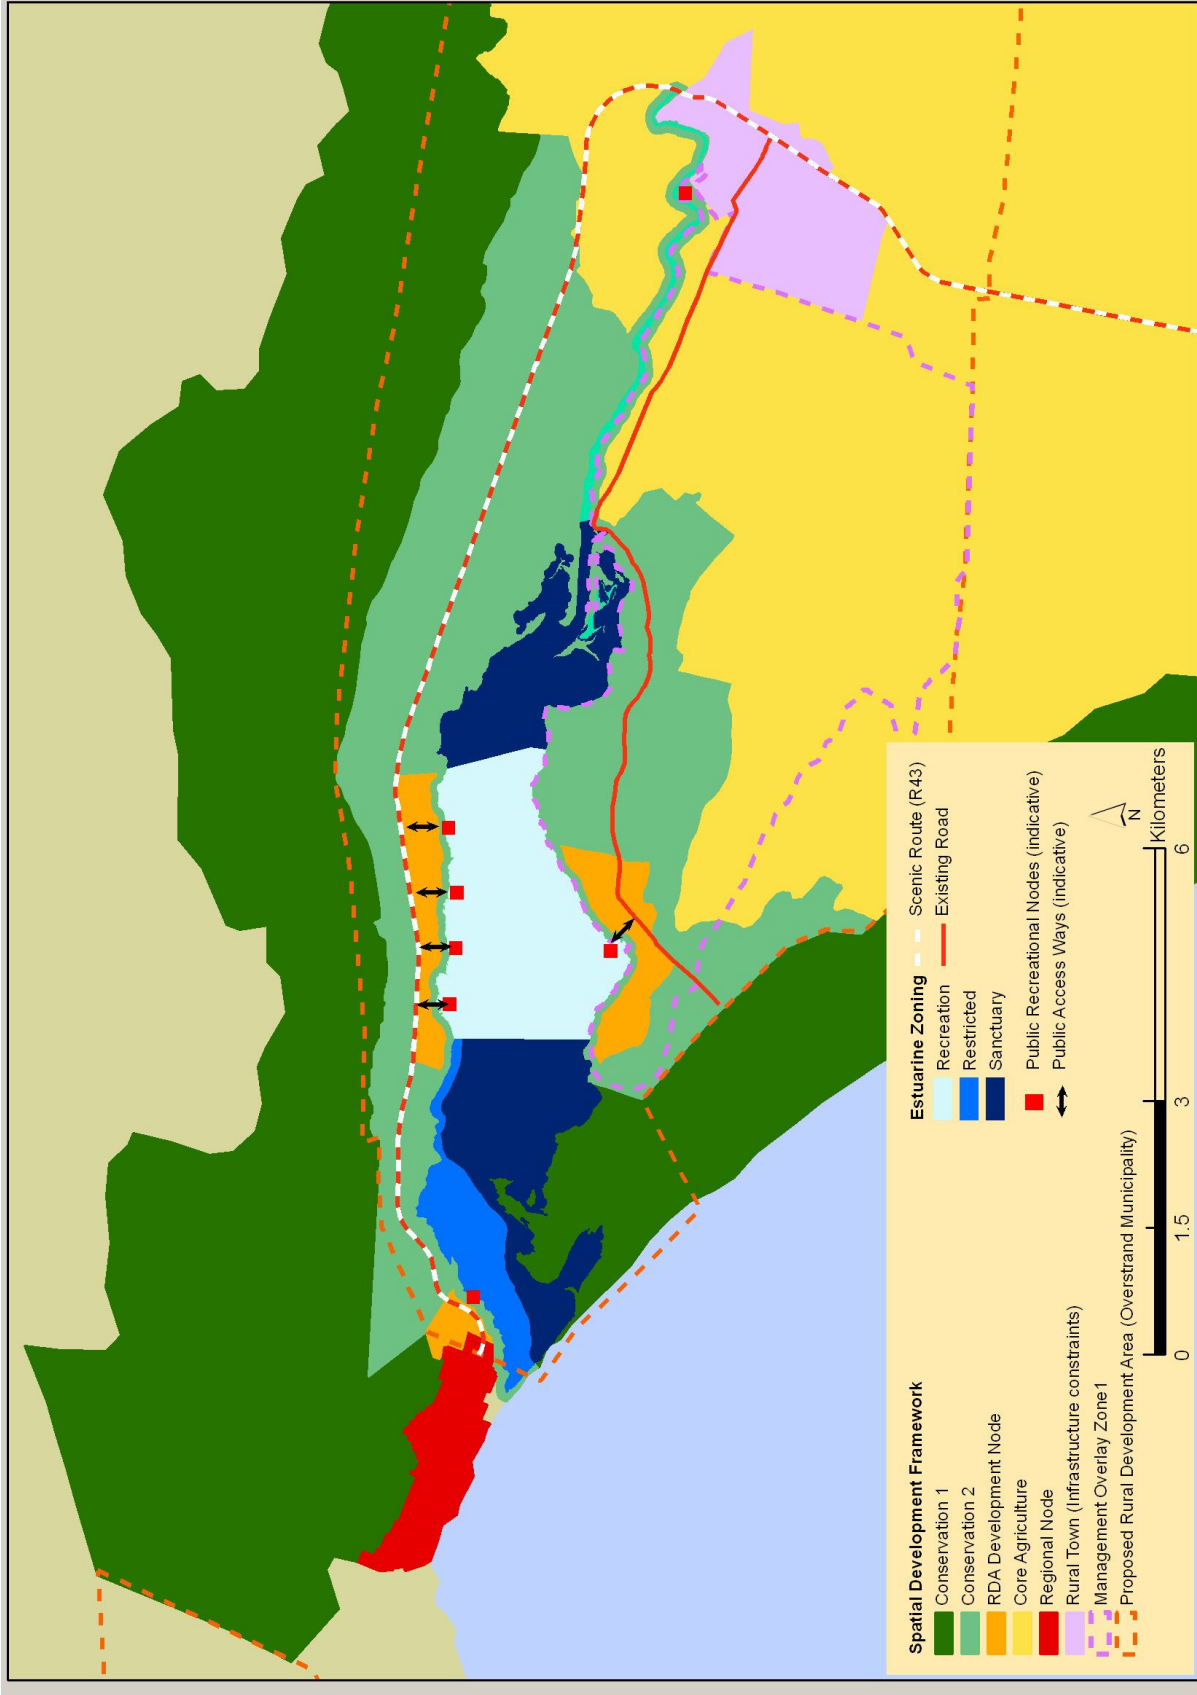 Spatial Development Framework
Conservation 1
Conservation 2
RDA Development Node
Core Agriculture
Regional Node
Rural Town (Infrastructure constraints)
Management Overlay Zone1
Proposed Rural Development Area (Overstrand Municipality)
Estuarine Zoning
Recreation
Restricted
Sanctuary
Public Recreational Nodes (indicative)
Public Access Ways (indicative)
Scenic Route (R43)
Existing Road
N
Kilometers
0 1.5 3 6